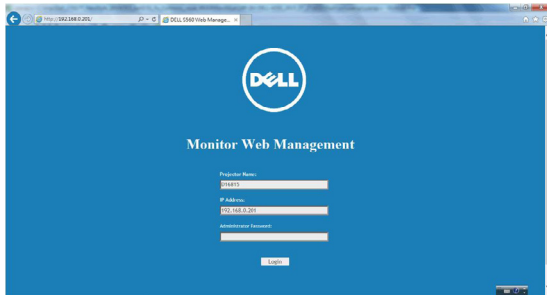 http://192.168.0.201/
DELL S560 Web Manage...
DELL
Monitor Web Management
Projector Name:
016815
IP Address:
192.168.0.201
Administrator Password:
Login